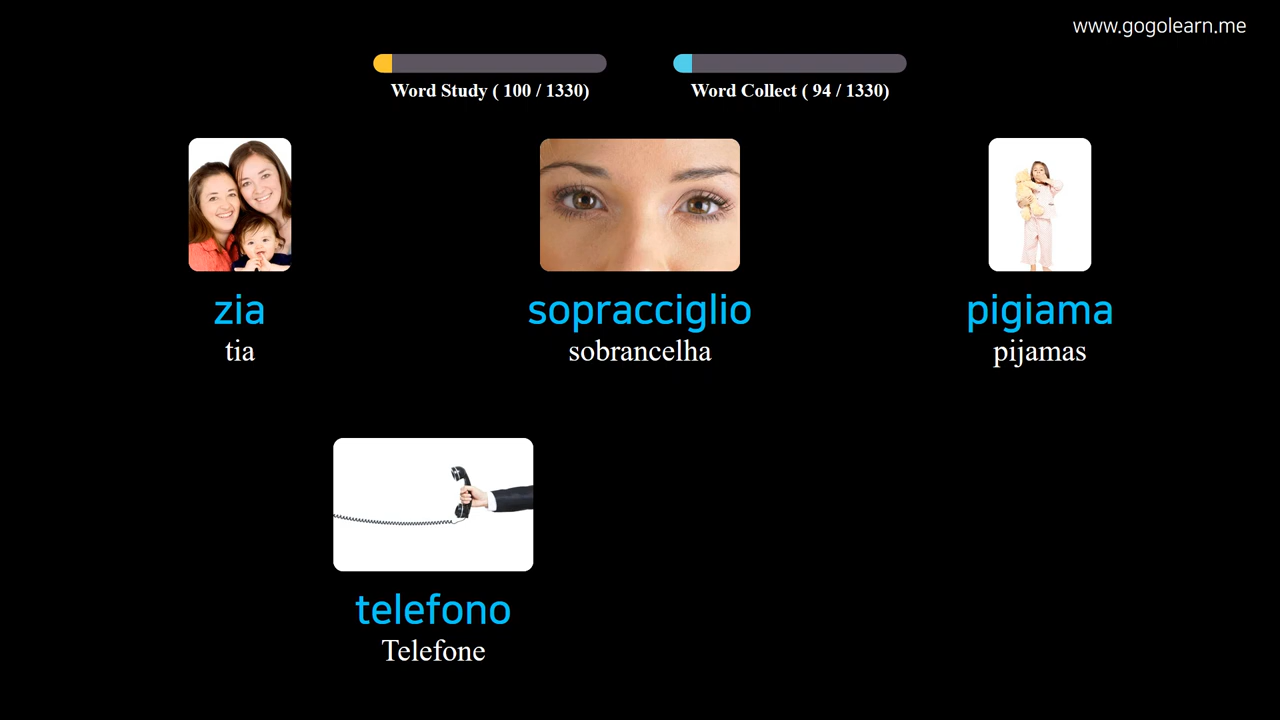 www.gogolearn.me
Word Study ( 100 / 1330)
Word Collect ( 94 / 1330)
zia
tia
sopracciglio
sobrancelha
pigiama
pijamas
telefono
Telefone